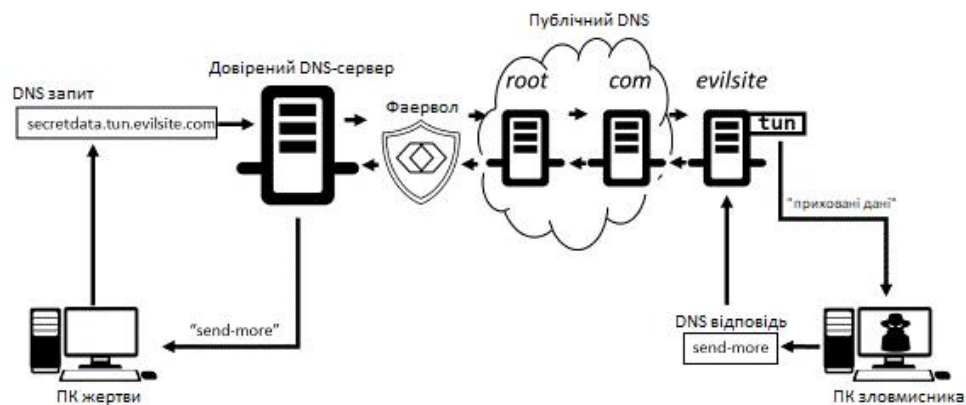 Публічний DNS
Довірений DNS-сервер
root
com
evilsite
DNS запит
Фаервол
secretdata.tun.evilsite.com
tun
"приховані дані"
"send-more"
DNS відповідь
send-more
ПК жертви
ПК зловмисника